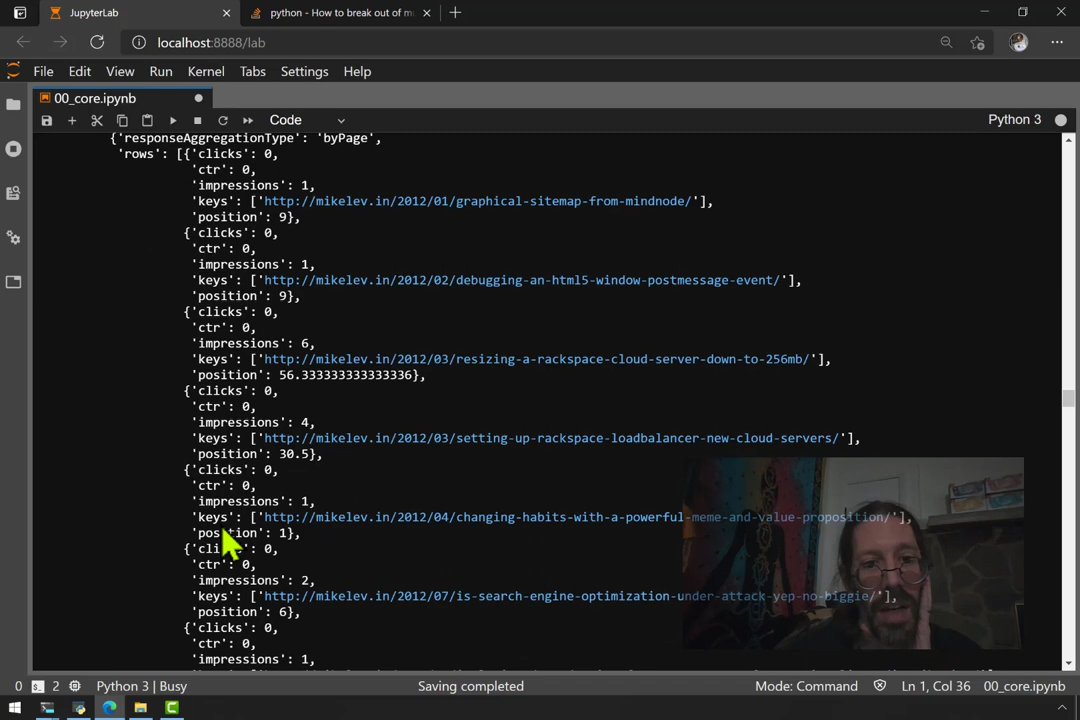 JupyterLab
python - How to break out of mu
localhost:8888/lab
File Edit View Run Kernel Tabs Settings Help
00_core.ipynb
Code
Python 3
{'responseAggregationType': 'byPage',
'rows': [{'clicks': 0,
'ctr': 0,
'impressions': 1,
'keys': ['http://mikelev.in/2012/01/graphical-sitemap-from-mindnode/'],
'position': 9},
{'clicks': 0,
'ctr': 0,
'impressions': 1,
'keys': ['http://mikelev.in/2012/02/debugging-an-html5-window-postmessage-event/'],
'position': 9},
{'clicks': 0,
'ctr': 0,
'impressions': 6,
'keys': ['http://mikelev.in/2012/03/resizing-a-rackspace-cloud-server-down-to-256mb/'],
'position': 56.333333333333336},
{'clicks': 0,
'ctr': 0,
'impressions': 4,
'keys': ['http://mikelev.in/2012/03/setting-up-rackspace-loadbalancer-new-cloud-servers/'],
'position': 30.5},
{'clicks': 0,
'ctr': 0,
'impressions': 1,
'keys': ['http://mikelev.in/2012/04/changing-habits-with-a-powerful-meme-and-value-proposition/'],
'position': 1},
{'clicks': 0,
'ctr': 0,
'impressions': 2,
'keys': ['http://mikelev.in/2012/07/is-search-engine-optimization-under-attack-yep-no-biggie/'],
'position': 6},
{'clicks': 0,
'ctr': 0,
'impressions': 1,
0 2 Python 3 | Busy Saving completed Mode: Command Ln 1, Col 36 00_core.ipynb